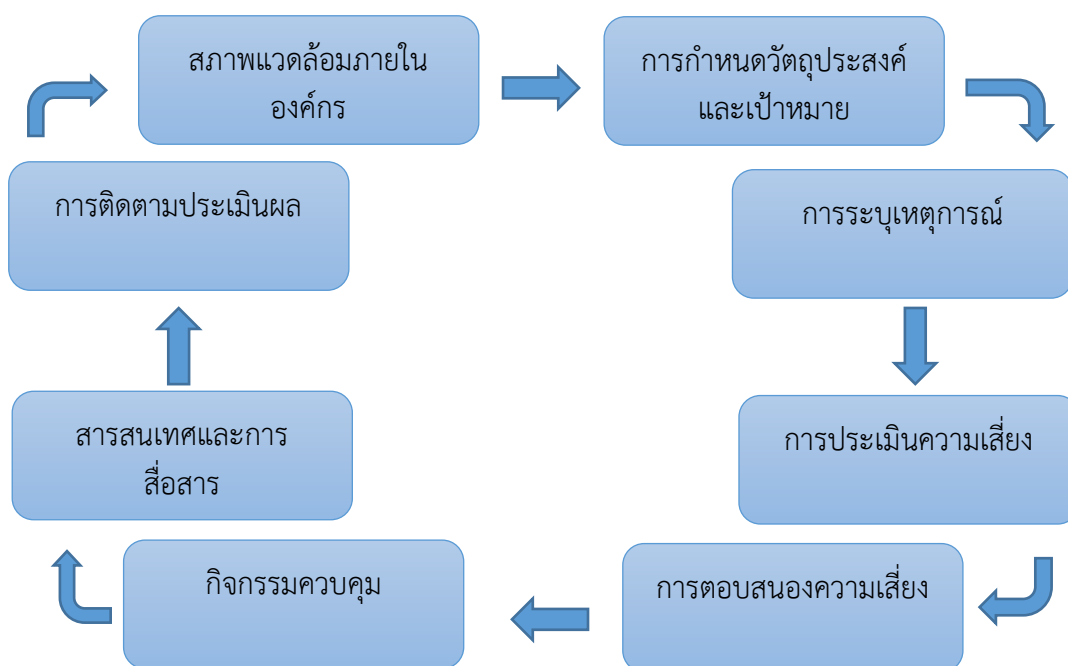 สภาพแวดล้อมภายใน
องค์กร
การกำหนดวัตถุประสงค์
และเป้าหมาย
การระบุเหตุการณ์
การประเมินความเสี่ยง
การตอบสนองความเสี่ยง
กิจกรรมควบคุม
สารสนเทศและการ
สื่อสาร
การติดตามประเมินผล